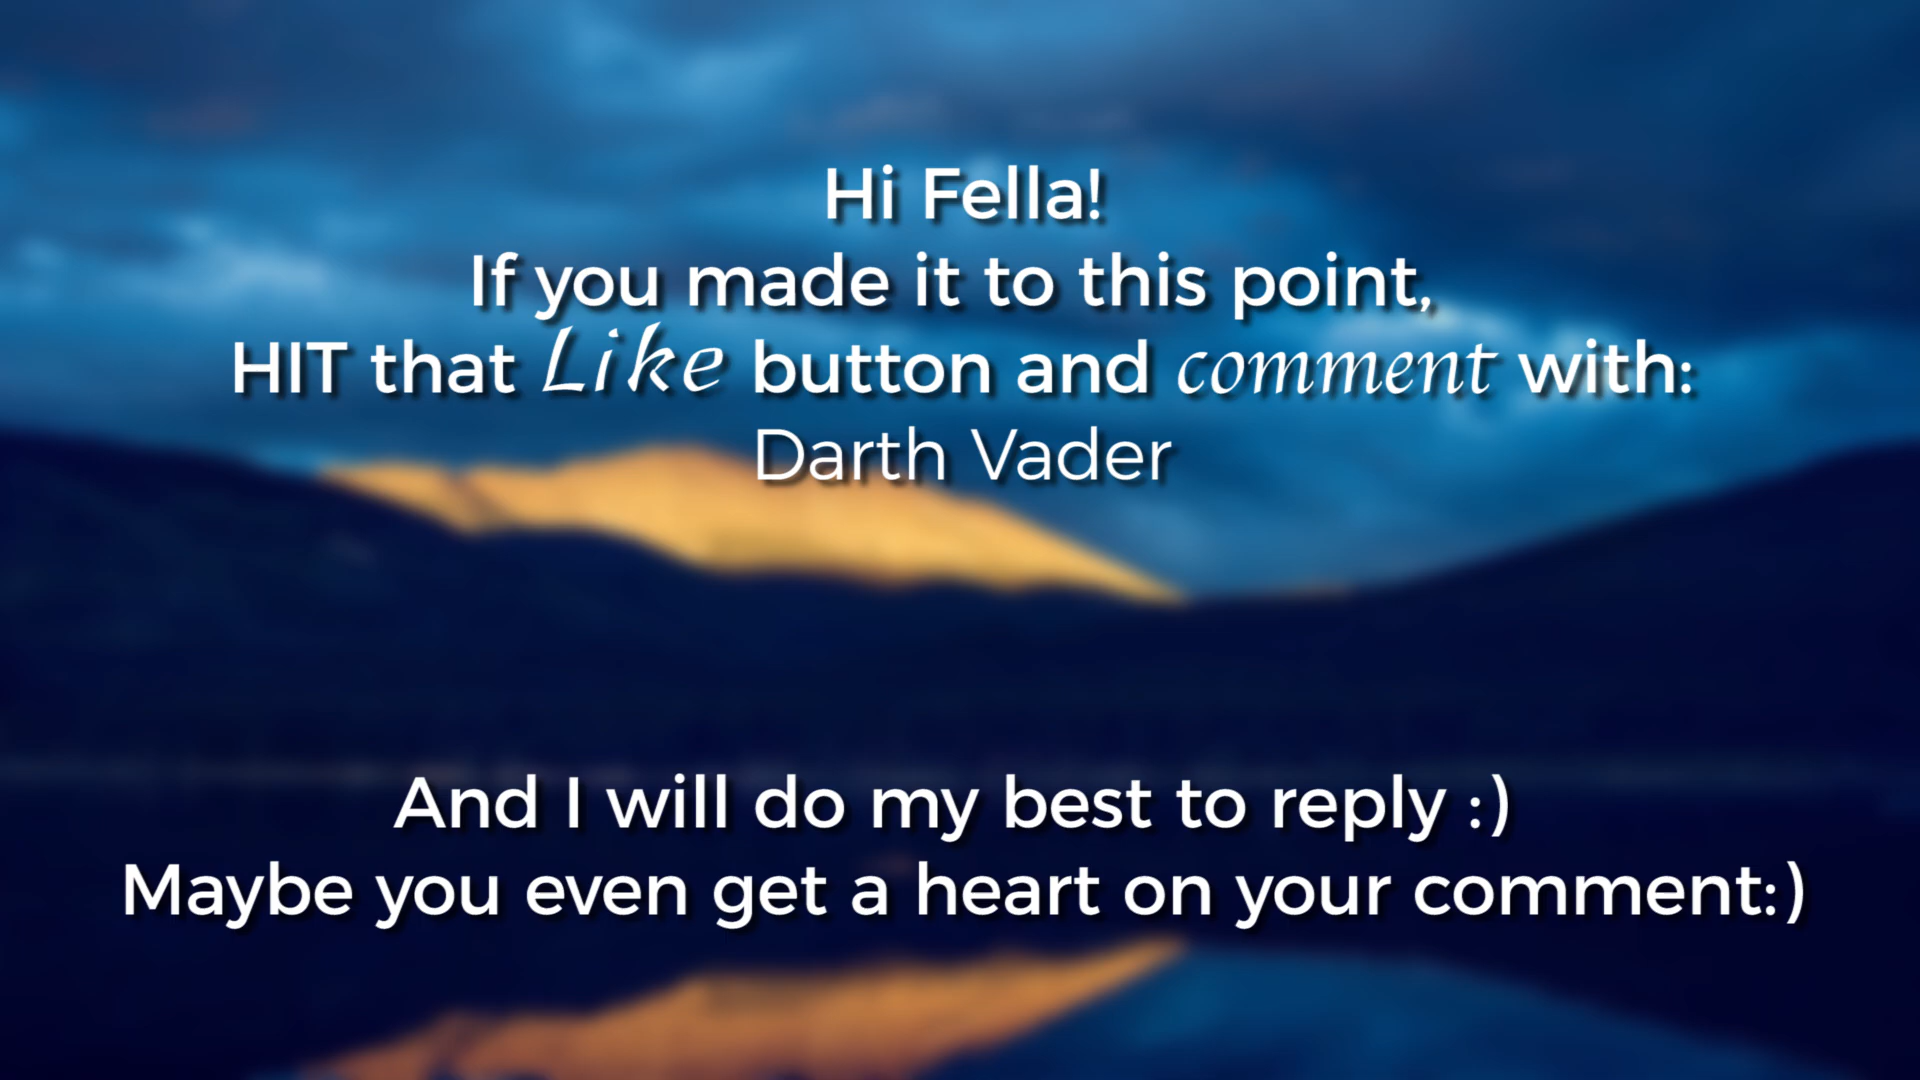 Hi Fella!
If you made it to this point,
HIT that Like button and comment with:
Darth Vader
And I will do my best to reply :)
Maybe you even get a heart on your comment:)